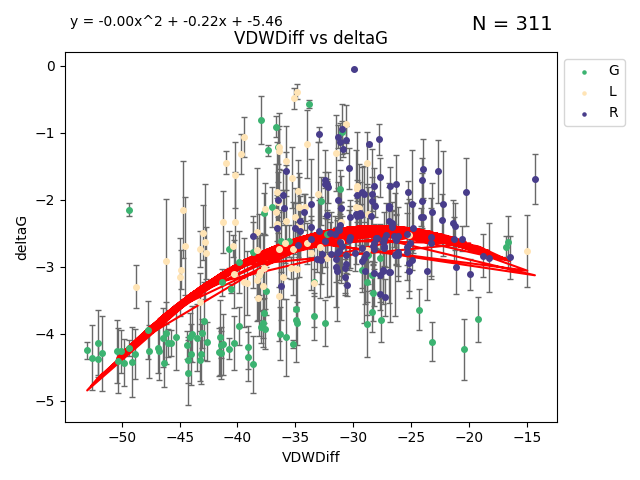 y = -0.00x^2 + -0.22x + -5.46
N = 311
VDWDiff vs deltaG
G
L
R
0
−1
−2
−3
−4
−5
deltaG
−50 −45 −40 −35 −30 −25 −20 −15
VDWDiff